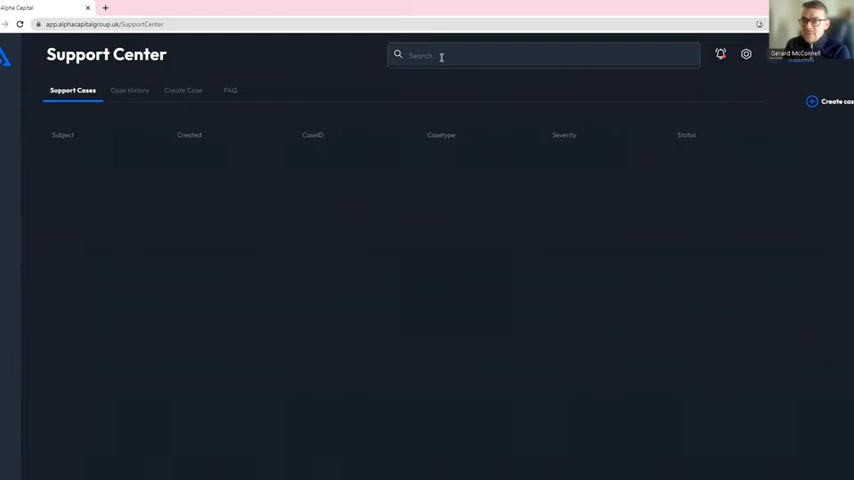 Alpha Capital
app.alphacapitalgroup.uk/SupportCenter
Gerard McConnell
Support Center
Search
Support Cases
Case History
Create Case
FAQ
Create cas
Subject
Created
CaseID
Casetype
Severity
Status